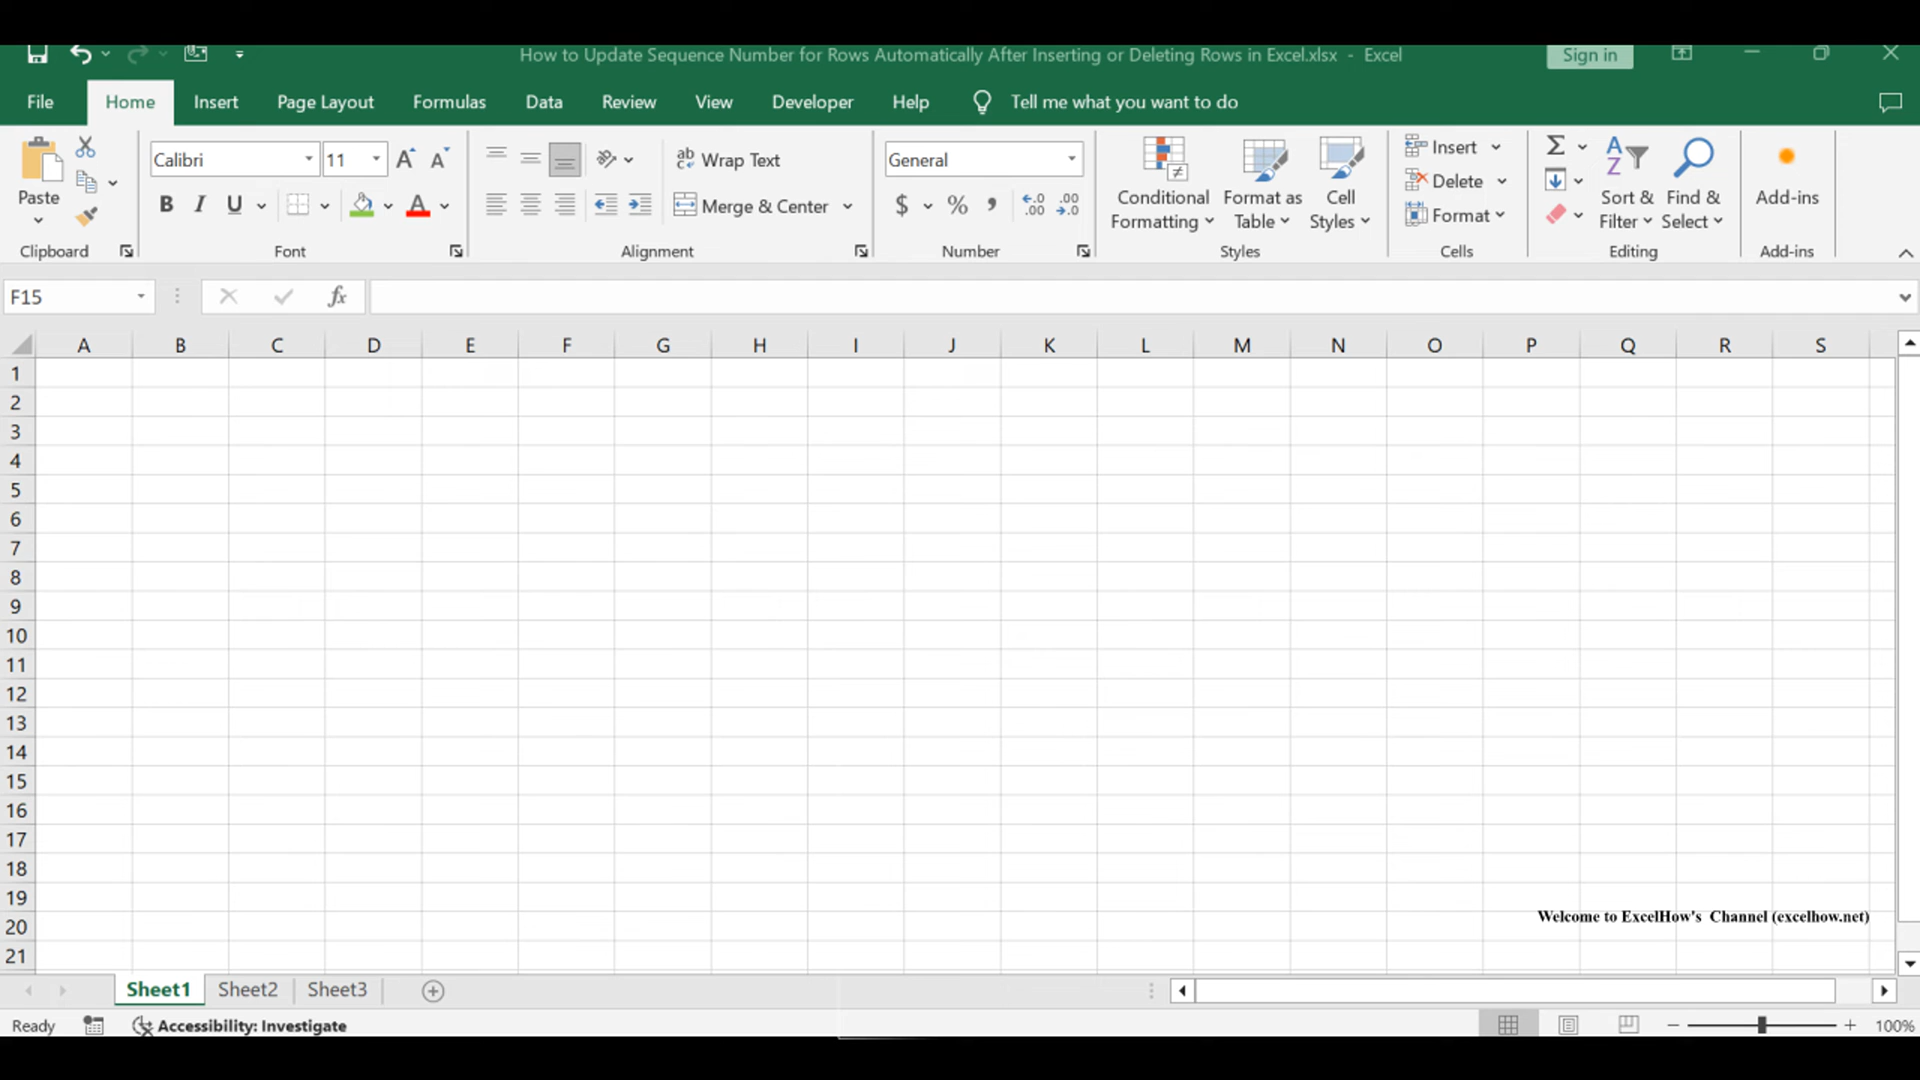 How to Update Sequence Number for Rows Automatically After Inserting or Deleting Rows in Excel.xlsx - Excel
Sign in
File Home Insert Page Layout Formulas Data Review View Developer Help Tell me what you want to do
Paste
Clipboard
Calibri 11
B I U A
Font
Wrap Text
Merge & Center
Alignment
General
$ % ,
Number
Conditional Formatting
Format as Table
Cell Styles
Styles
Insert
Delete
Format
Cells
Sort & Filter
Find & Select
Editing
Add-ins
Add-ins
F15 fx
A B C D E F G H I J K L M N O P Q R S
1
2
3
4
5
6
7
8
9
10
11
12
13
14
15
16
17
18
19
20
21
Welcome to ExcelHow's Channel (excelhow.net)
Sheet1 Sheet2 Sheet3
Ready Accessibility: Investigate 100%